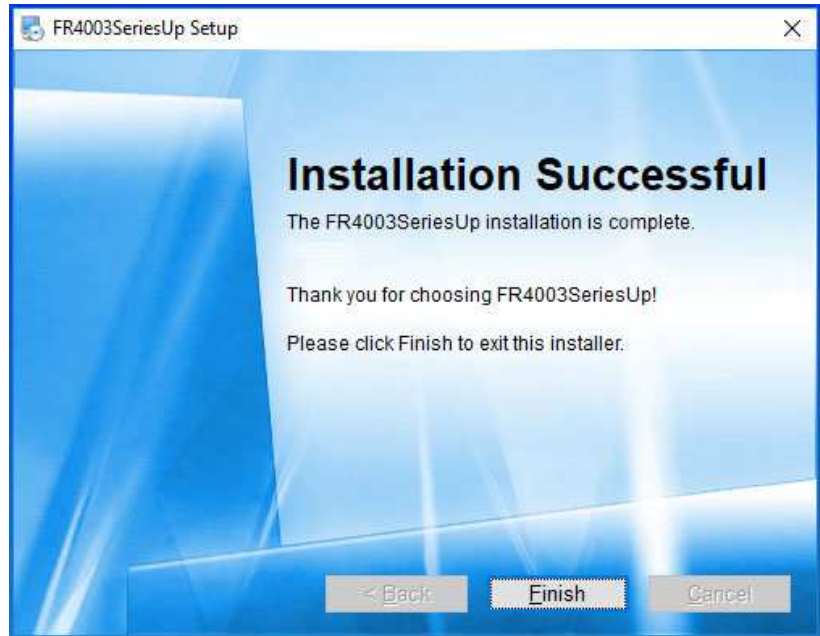 FR4003SeriesUp Setup
Installation Successful
The FR4003SeriesUp installation is complete.
Thank you for choosing FR4003SeriesUp!
Please click Finish to exit this installer.
< Back Finish Cancel